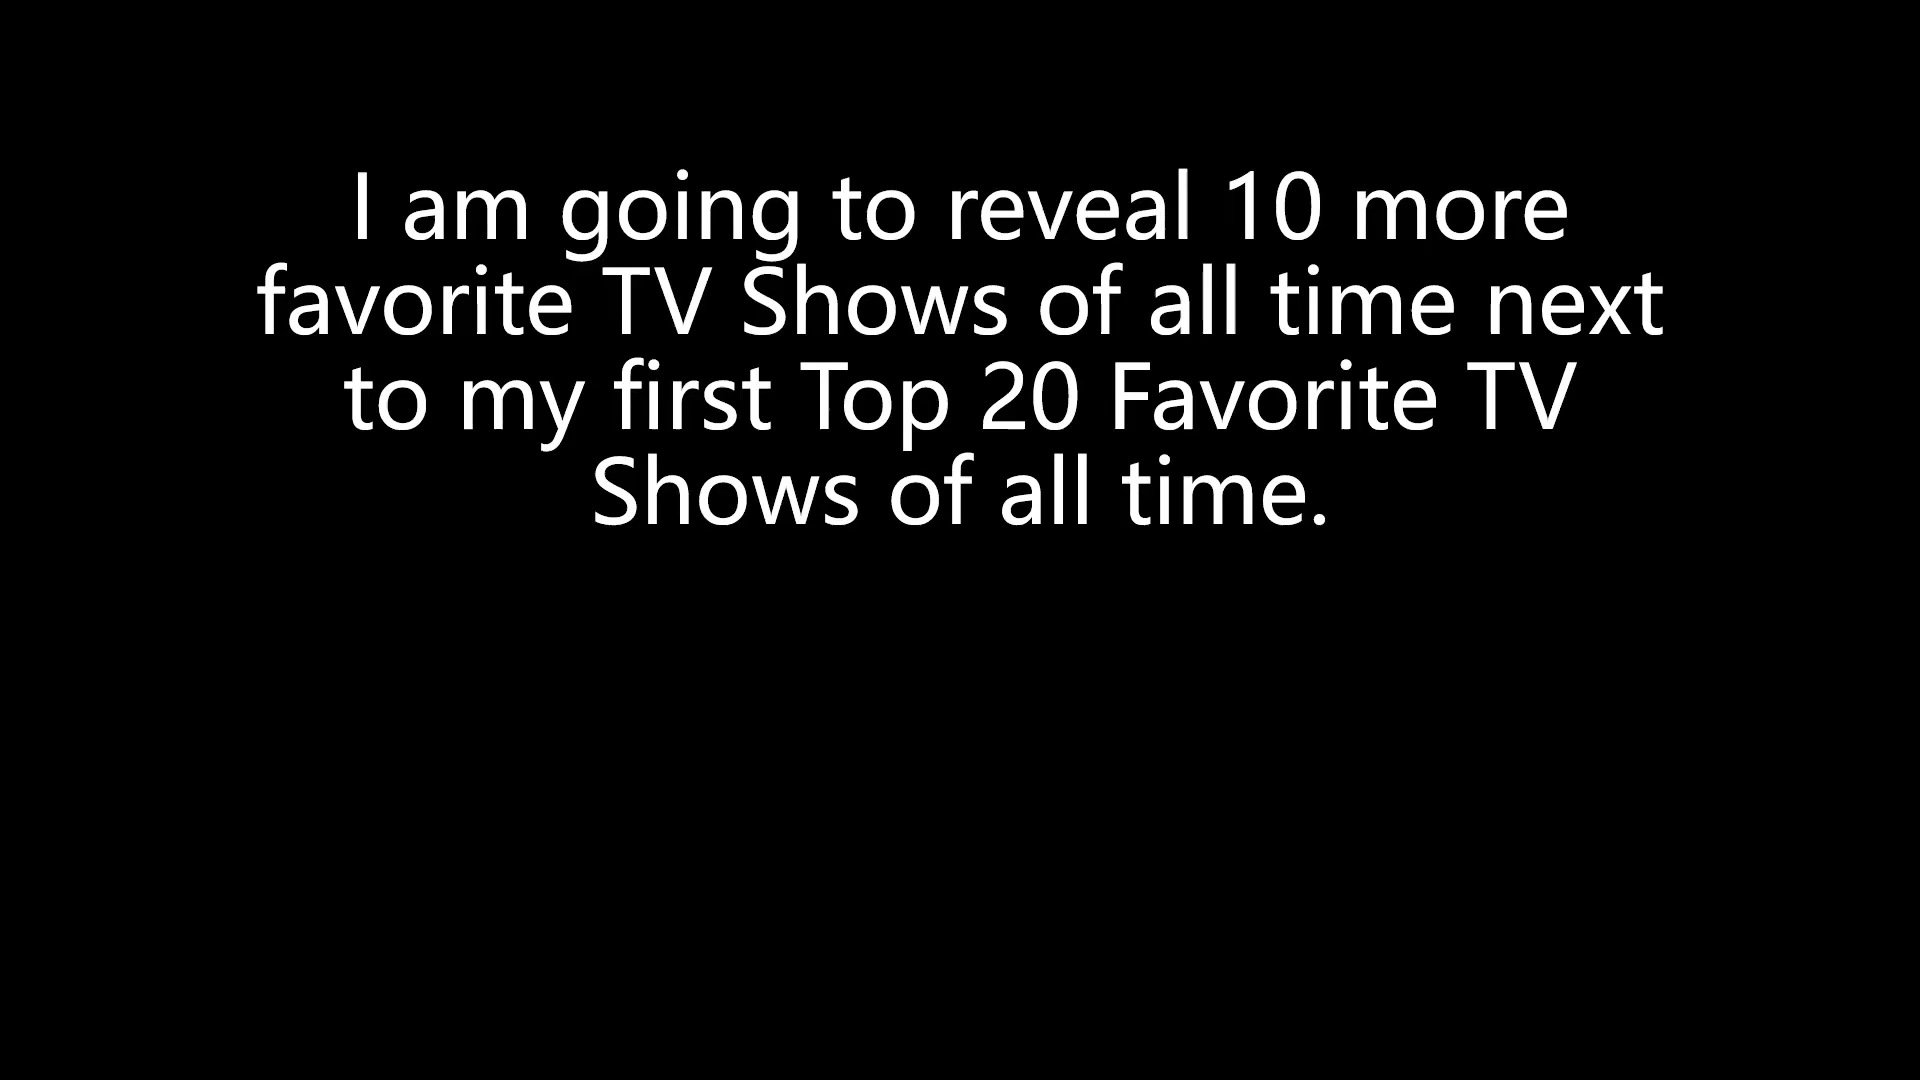 I am going to reveal 10 more
favorite TV Shows of all time next
to my first Top 20 Favorite TV
Shows of all time.